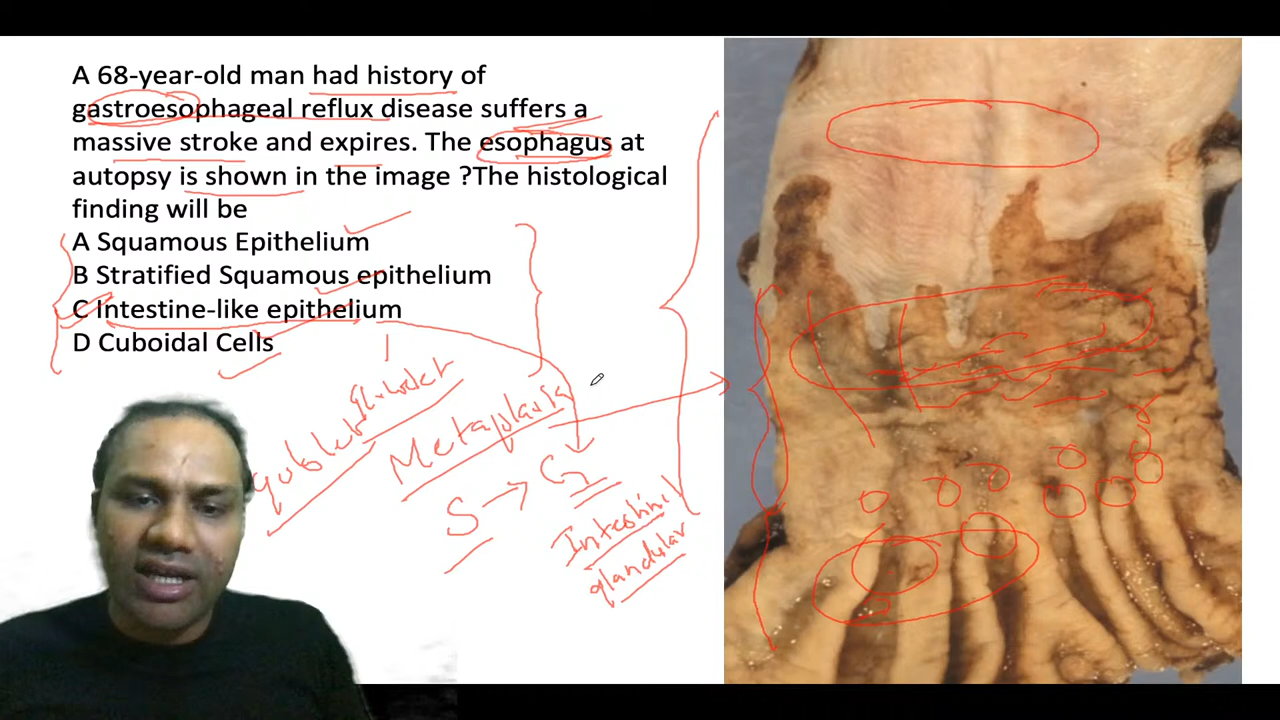 A 68-year-old man had history of
gastroesophageal reflux disease suffers a
massive stroke and expires. The esophagus at
autopsy is shown in the image ?The histological
finding will be
A Squamous Epithelium
B Stratified Squamous epithelium
C Intestine-like epithelium
D Cuboidal Cells
goblet
Metaplasia
S → G
Intestinal
glandular